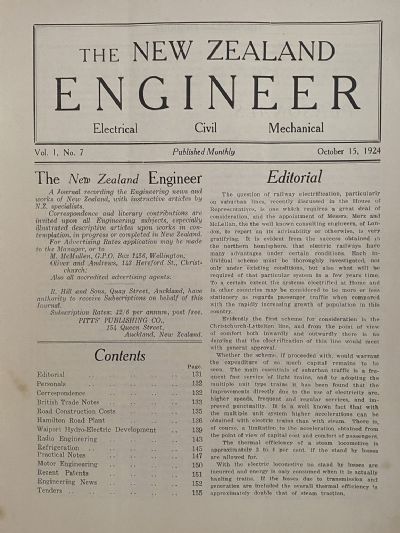 THE NEW ZEALAND
ENGINEER
Electrical Civil Mechanical
Vol. 1, No. 7 Published Monthly October 15, 1924
The New Zealand Engineer
A Journal recording the Engineering news and
works of New Zealand, with instructive articles by
N.Z. specialists.
Correspondence and literary contributions are
invited upon all Engineering subjects, especially
illustrated descriptive articles upon works in con-
templation, in progress or completed in New Zealand.
For Advertising Rates application may be made
to the Manager, or to
M. McMullen, G.P.O. Box 1256, Wellington,
Oliver and Andrews, 147 Hereford St., Christ-
church;
Also all accredited advertising agents.
R. Hill and Sons, Quay Street, Auckland, have
authority to receive Subscriptions on behalf of this
Journal.
Subscription Rates: 12/6 per annum, post free.
PITTS' PUBLISHING CO.,
154 Queen Street,
Auckland, New Zealand.
Contents
Page.
Editorial 131
Personals 132
Correspondence 132
British Trade Notes 133
Road Construction Costs 135
Hamilton Road Plant 136
Waipori Hydro-Electric Development 139
Radio Engineering 143
Refrigeration 145
Practical Notes 147
Motor Engineering 150
Recent Patents 151
Engineering News 152
Tenders 155
Editorial
The question of railway electrification, particularly
on suburban lines, recently discussed in the House of
Representatives, is one which requires a great deal of
consideration, and the appointment of Messrs. Merz and
McLellan, the the well known consulting engineers, of Lon-
don, to report on its advisability or otherwise, is very
gratifying. It is evident from the success obtained in
the northern hemisphere that electric railways have
many advantages under certain conditions. Each in-
dividual scheme must be thoroughly investigated, not
only under existing conditions, but also what will be
required of that particular system in a few years time.
To a certain extent the systems electrified at Home and
in other countries may be considered to be more or less
stationary as regards passenger traffic when compared
with the rapidly increasing growth of population in this
country.
Evidently the first scheme for consideration is the
Christchurch-Lyttelton line, and from the point of view
of comfort both inwardly and outwardly there is no
denying that the electrification of this line would meet
with general approval.
Whether the scheme, if proceeded with, would warrant
the expenditure of so much capital remains to be
seen. The main essentials of suburban traffic is a fre-
quent fast service of light trains, and by adopting the
multiple unit type trains it has been found that the
improvements directly due to the use of electricity are,
higher speeds, frequent and regular services, and im-
proved punctuality. It is a well known fact that with
the multiple unit system higher accelerations can be
obtained with electric trains than with steam. There is,
of course, a limitation to the acceleration, obtained from
the point of view of capital cost and comfort of passengers.
The thermal efficiency of a steam locomotive is
approximately 3 to 4 per cent. if the stand by losses
are allowed for.
With the electric locomotive no stand by losses are
incurred and energy is only consumed when it is actually
hauling trains. If the losses due to transmission and
generation are included the overall thermal efficiency is
approximately double that of steam traction.